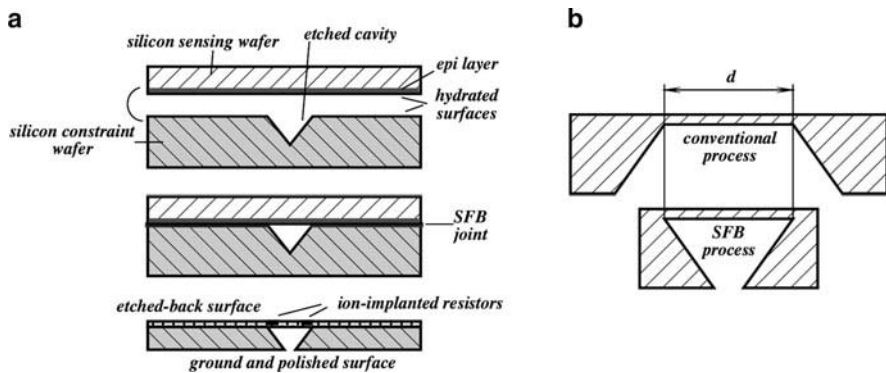 a
silicon sensing wafer
etched cavity
epi layer
hydrated
surfaces
silicon constraint
wafer
SFB
joint
etched-back surface
ion-implanted resistors
ground and polished surface
b
d
conventional
process
SFB
process